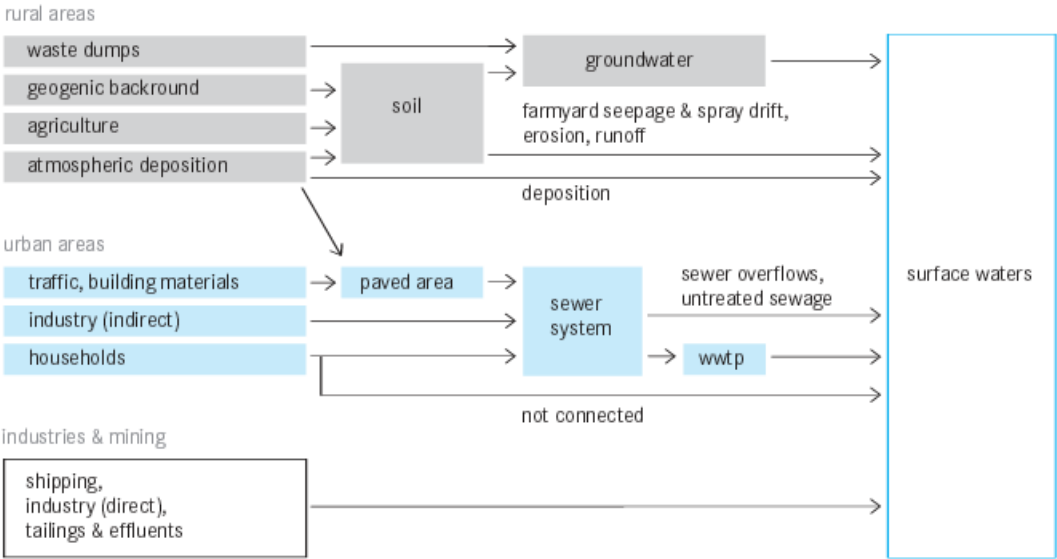 rural areas
waste dumps
geogenic backround
agriculture
atmospheric deposition
soil
groundwater
farmyard seepage & spray drift,
erosion, runoff
deposition
urban areas
traffic, building materials
industry (indirect)
households
paved area
sewer
system
sewer overflows,
untreated sewage
wwtp
not connected
surface waters
industries & mining
shipping,
industry (direct),
tailings & effluents